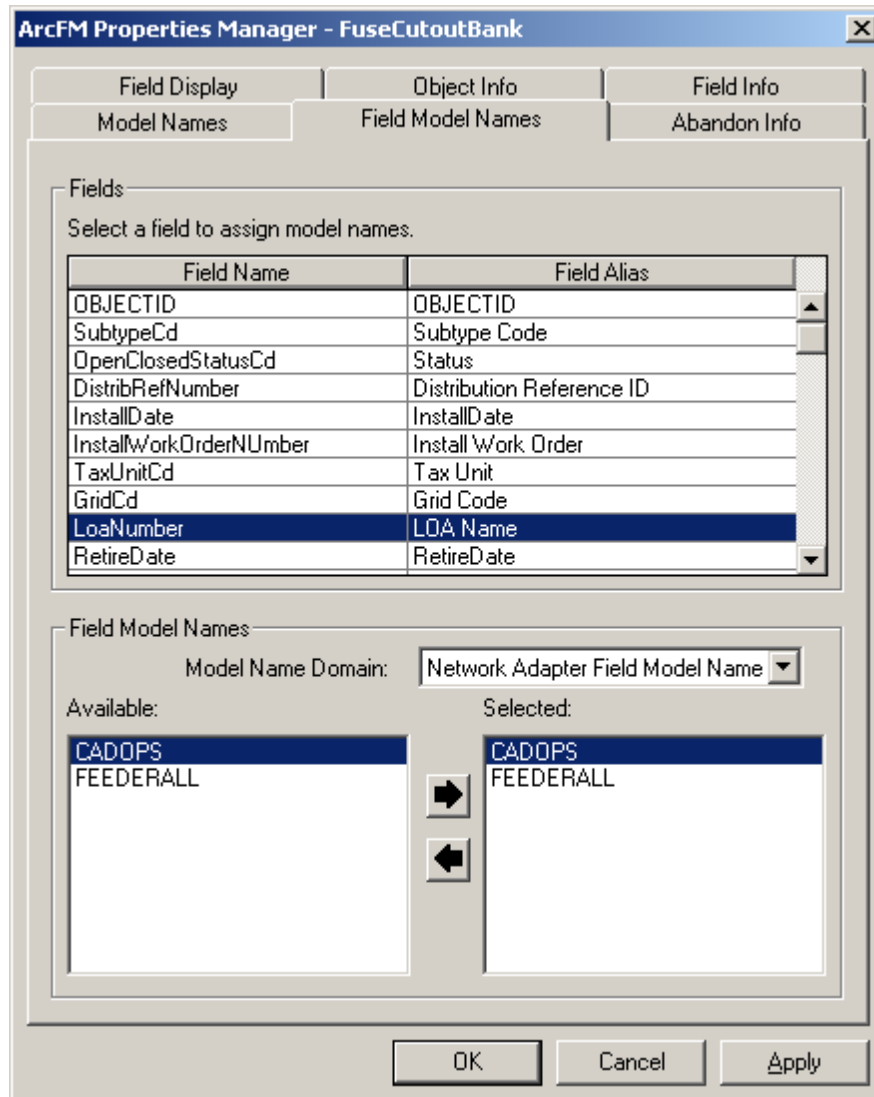 ArcFM Properties Manager - FuseCutoutBank
Field Display Object Info Field Info
Model Names Field Model Names Abandon Info
Fields
Select a field to assign model names.
Field Name Field Alias
OBJECTID OBJECTID
SubtypeCd Subtype Code
OpenClosedStatusCd Status
DistribRefNumber Distribution Reference ID
InstallDate InstallDate
InstallWorkOrderNUmber Install Work Order
TaxUnitCd Tax Unit
GridCd Grid Code
LoaNumber LOA Name
RetireDate RetireDate
Field Model Names
Model Name Domain: Network Adapter Field Model Name
Available: Selected:
CADOPS CADOPS
FEEDERALL FEEDERALL
OK Cancel Apply